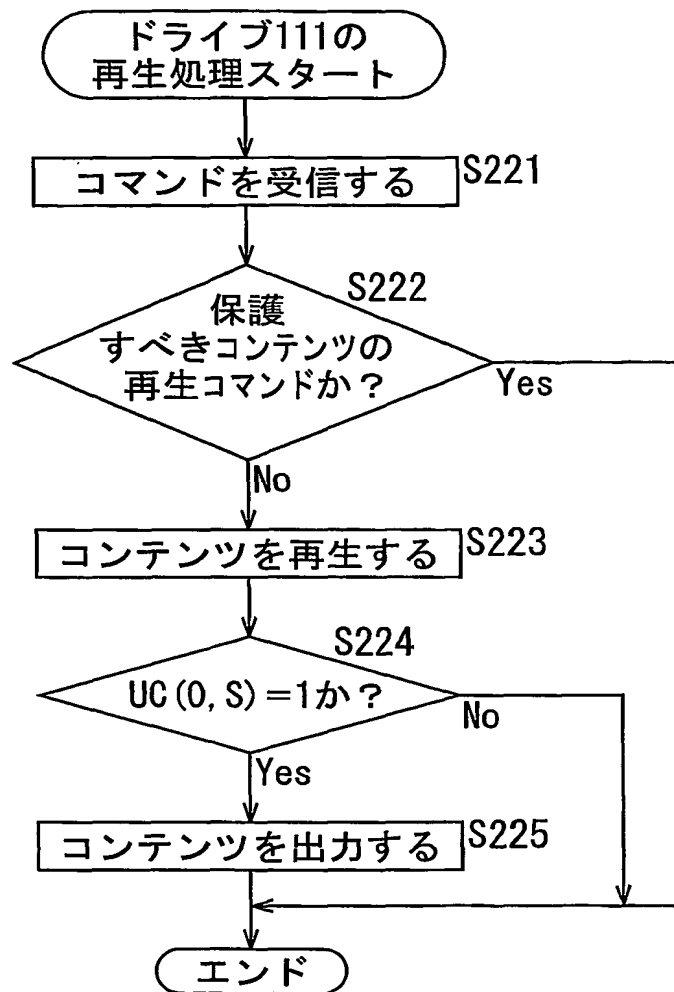 ドライブ111の
再生処理スタート
コマンドを受信する
S221
S222
保護
すべきコンテンツの
再生コマンドか？
Yes
No
コンテンツを再生する
S223
S224
UC(0,S)=1か？
No
Yes
コンテンツを出力する
S225
エンド